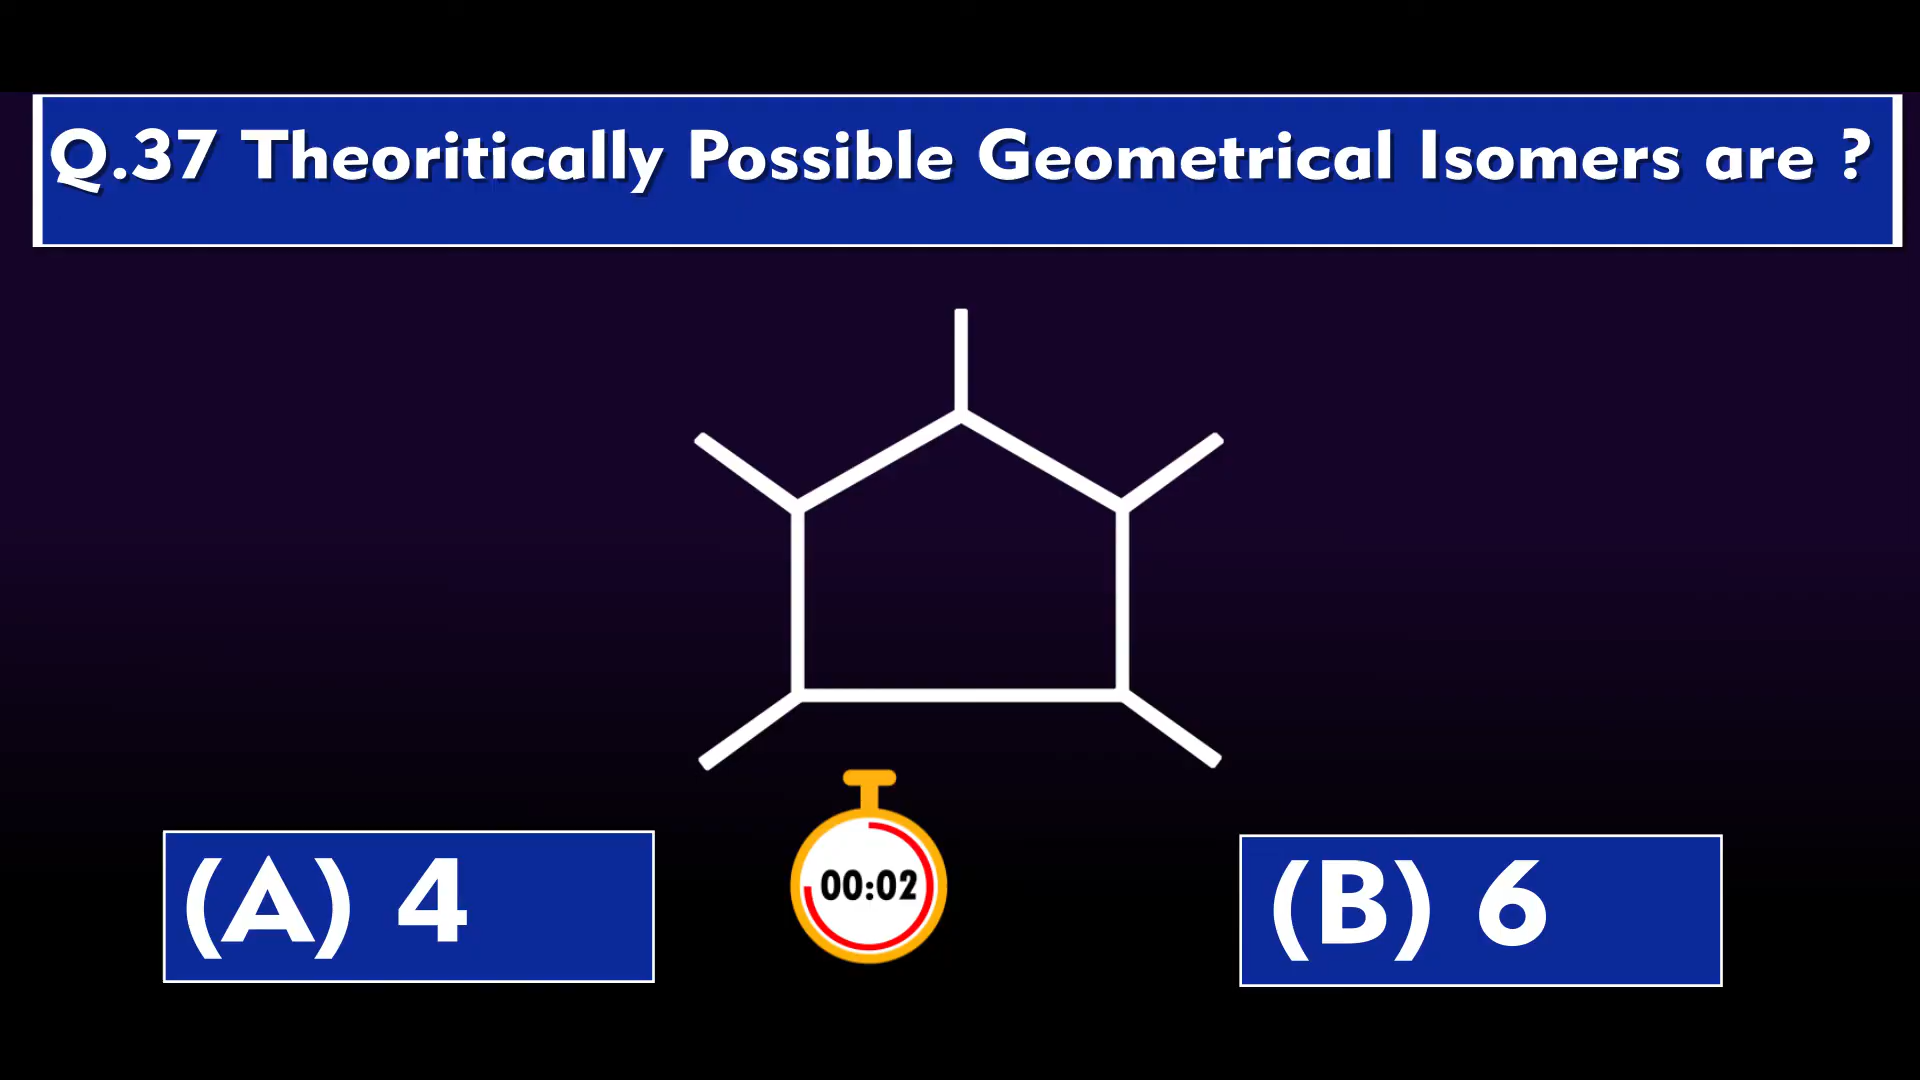 Q.37 Theoritically Possible Geometrical Isomers are ?
(A) 4
00:02
(B) 6